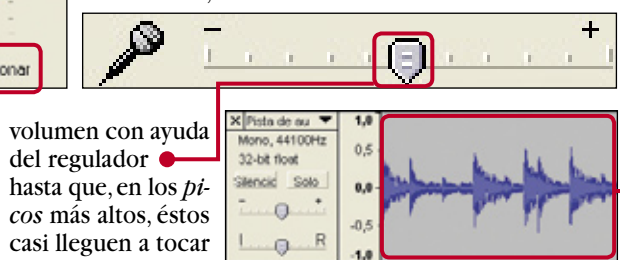 onar
- +
volumen con ayuda
del regulador
hasta que, en los pi-
cos más altos, éstos
casi lleguen a tocar
X Pista de au
Mono, 44100Hz
32-bit float
Silencio Solo
- +
I R
1,0
0,5
0,0
-0,5
-1,0